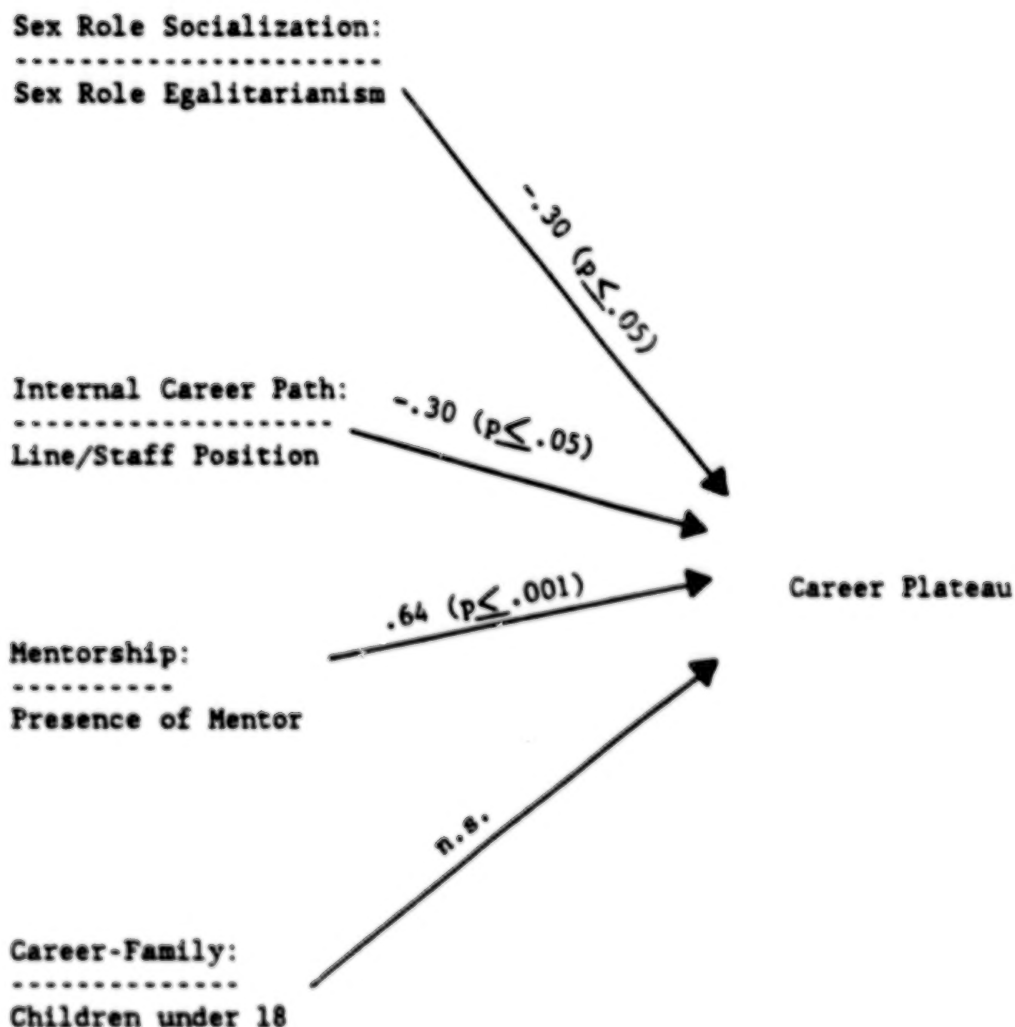 Sex Role Socialization:
Sex Role Egalitarianism
-.30 (p≤.05)
Internal Career Path:
-.30 (p≤.05)
Line/Staff Position
Career Plateau
.64 (p≤.001)
Mentorship:
Presence of Mentor
n.s.
Career-Family:
Children under 18